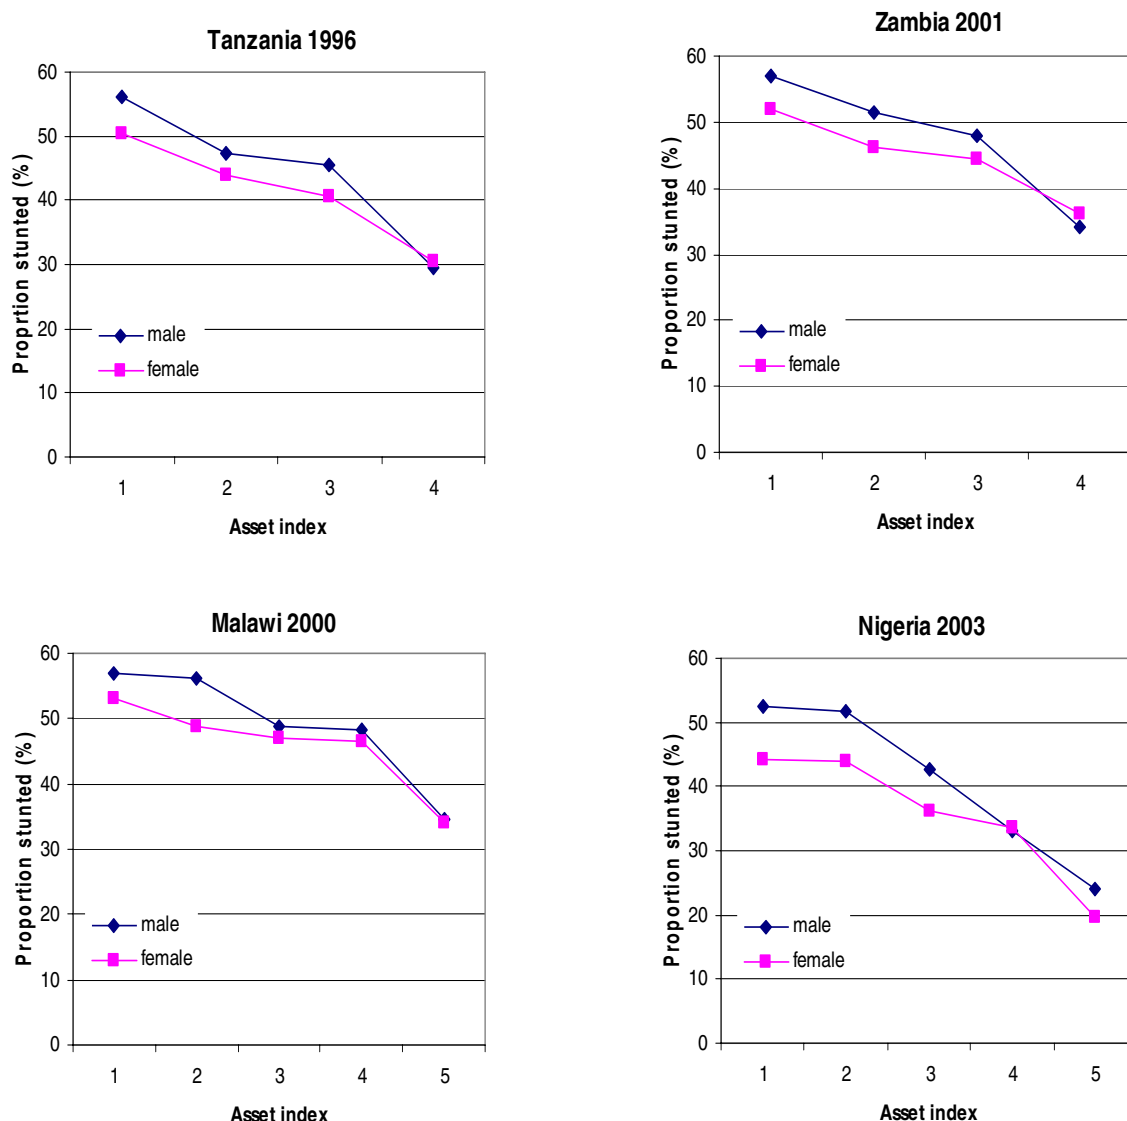 Tanzania 1996
Proprtion stunted (%)
60
50
40
30
20
10
0
male
female
1 2 3 4
Asset index
Zambia 2001
Proportion stunted (%)
60
50
40
30
20
10
0
male
female
1 2 3 4
Asset index
Malawi 2000
Proportion stunted (%)
60
50
40
30
20
10
0
male
female
1 2 3 4 5
Asset index
Nigeria 2003
Proportion stunted (%)
60
50
40
30
20
10
0
male
female
1 2 3 4 5
Asset index